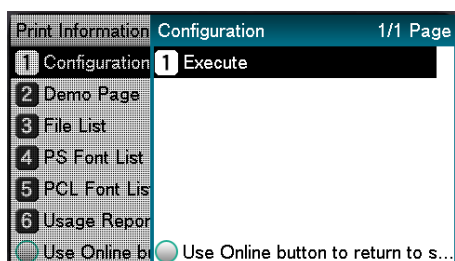 Print Information
1 Configuration
2 Demo Page
3 File List
4 PS Font List
5 PCL Font Lis
6 Usage Repor
Use Online b
Configuration 1/1 Page
1 Execute
Use Online button to return to s...